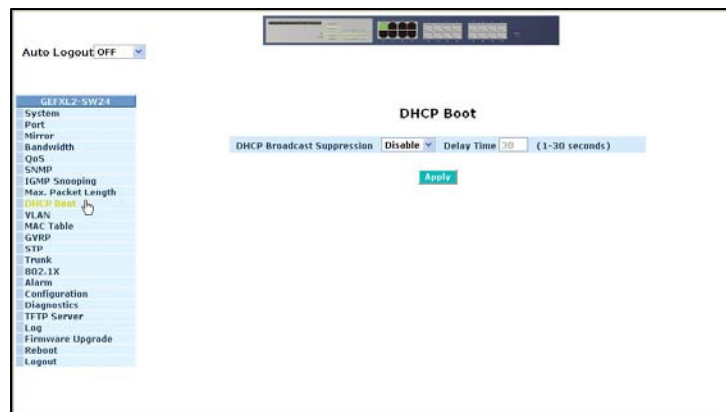 Auto Logout OFF
GEFXL2-SW24
System
Port
Mirror
Bandwidth
QoS
SNMP
IGMP Snooping
Max. Packet Length
DHCP Boot
VLAN
MAC Table
GVRP
STP
Trunk
802.1X
Alarm
Configuration
Diagnostics
TFTP Server
Log
Firmware Upgrade
Reboot
Logout
DHCP Boot
DHCP Broadcast Suppression Disable Delay Time 30 (1-30 seconds)
Apply